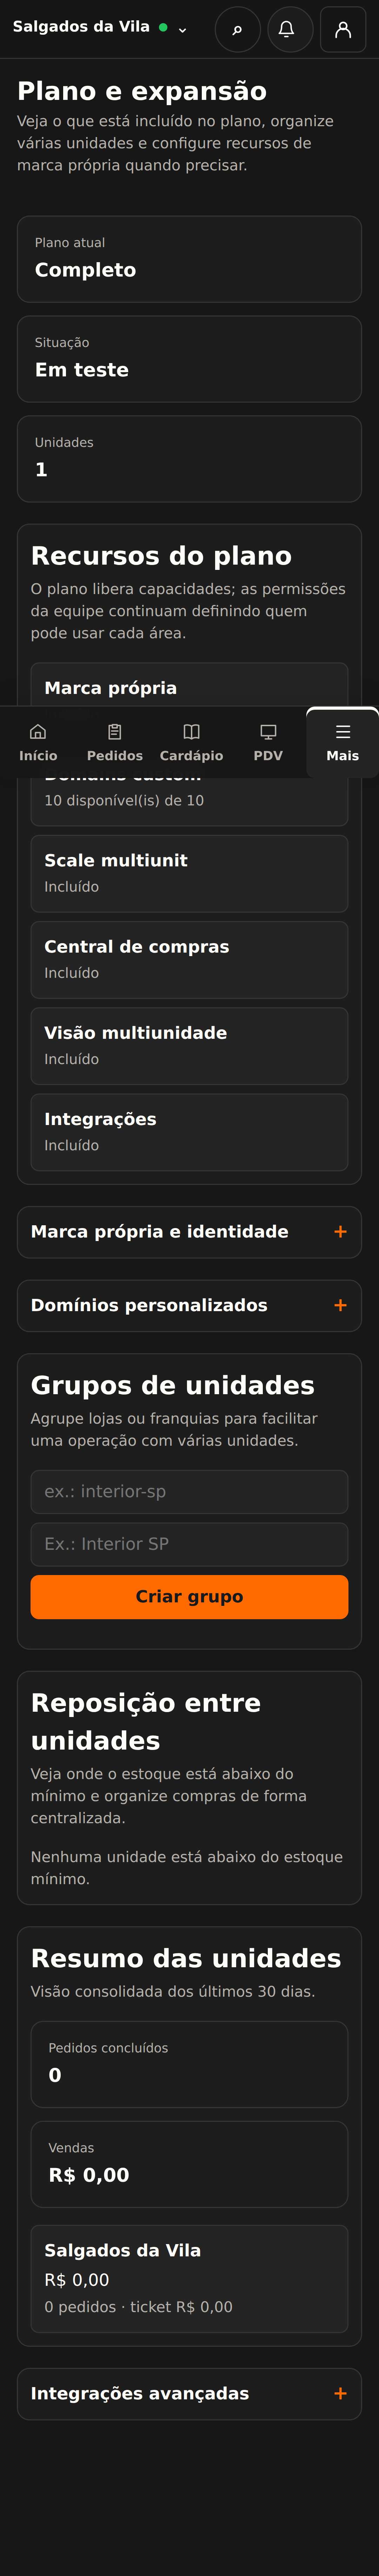 Salgados da Vila
Plano e expansão
Veja o que está incluído no plano, organize
várias unidades e configure recursos de
marca própria quando precisar.
Plano atual
Completo
Situação
Em teste
Unidades
1
Recursos do plano
O plano libera capacidades; as permissões
da equipe continuam definindo quem
pode usar cada área.
Marca própria
Início
Pedidos
Cardápio
PDV
Mais
10 disponível(is) de 10
Scale multiunit
Incluído
Central de compras
Incluído
Visão multiunidade
Incluído
Integrações
Incluído
Marca própria e identidade +
Domínios personalizados +
Grupos de unidades
Agrupe lojas ou franquias para facilitar
uma operação com várias unidades.
ex.: interior-sp
Ex.: Interior SP
Criar grupo
Reposição entre
unidades
Veja onde o estoque está abaixo do
mínimo e organize compras de forma
centralizada.
Nenhuma unidade está abaixo do estoque
mínimo.
Resumo das unidades
Visão consolidada dos últimos 30 dias.
Pedidos concluídos
0
Vendas
R$ 0,00
Salgados da Vila
R$ 0,00
0 pedidos · ticket R$ 0,00
Integrações avançadas +